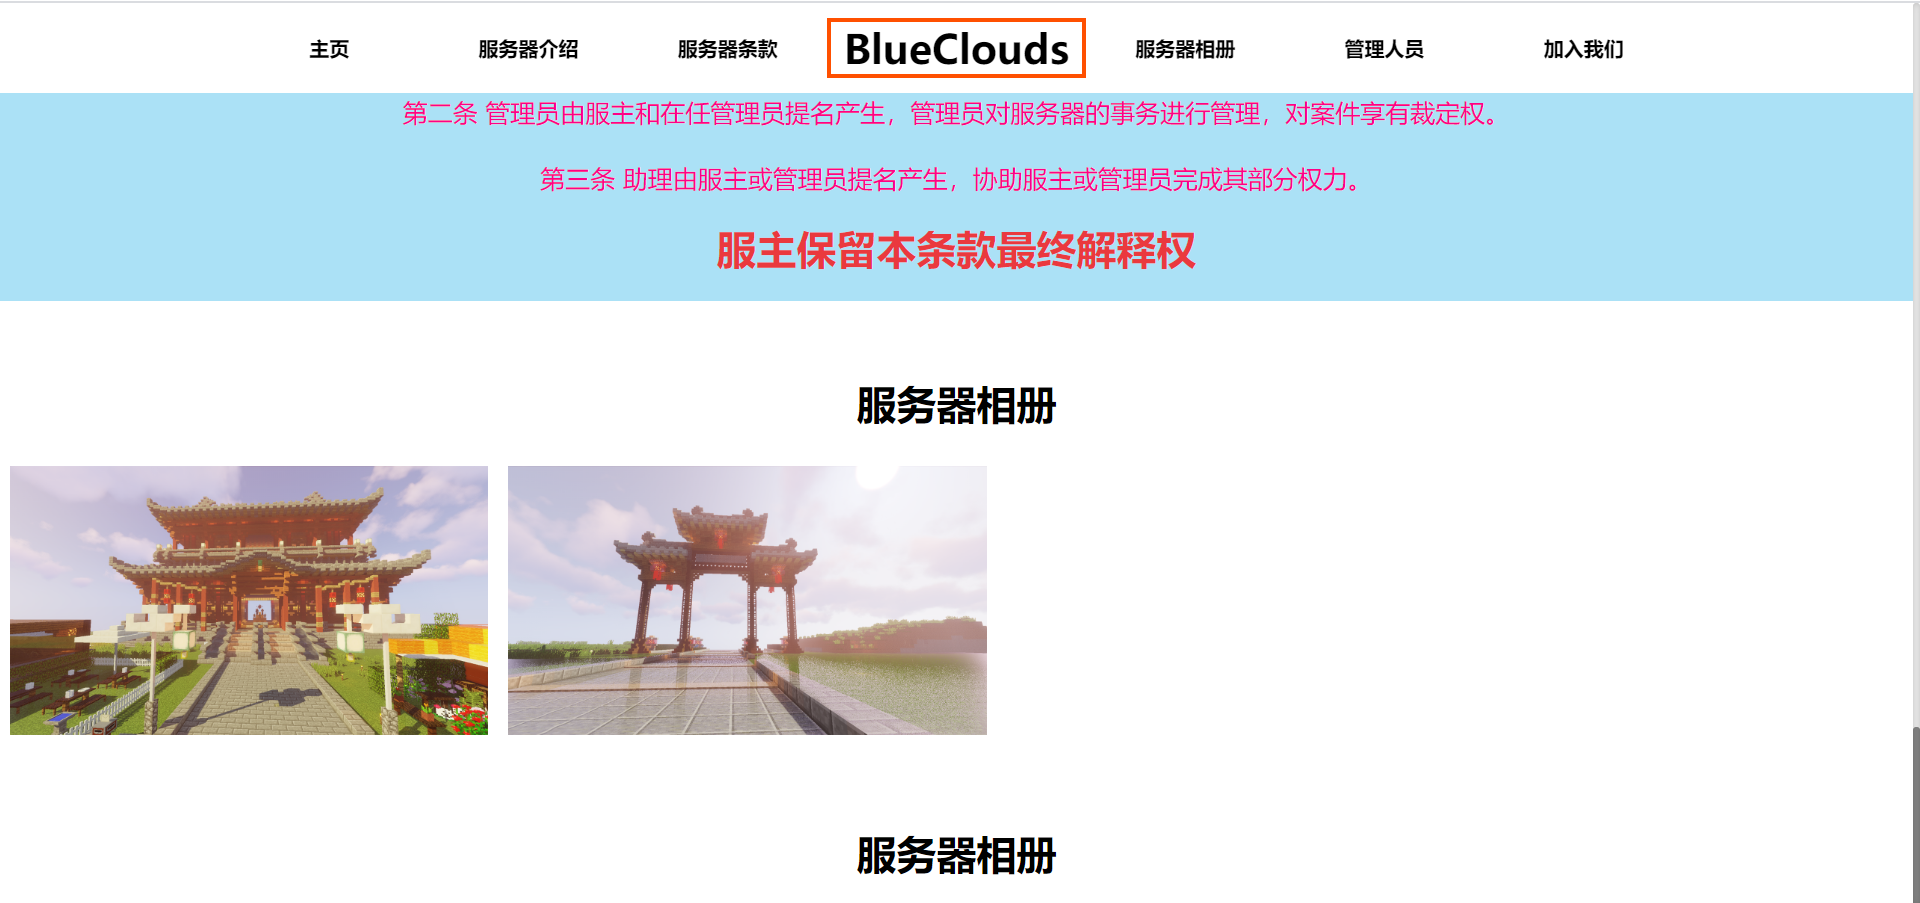 主页 服务器介绍 服务器条款 BlueClouds 服务器相册 管理人员 加入我们
第二条 管理员由服主和在任管理员提名产生，管理员对服务器的事务进行管理，对案件享有裁定权。
第三条 助理由服主或管理员提名产生，协助服主或管理员完成其部分权力。
服主保留本条款最终解释权
服务器相册
服务器相册